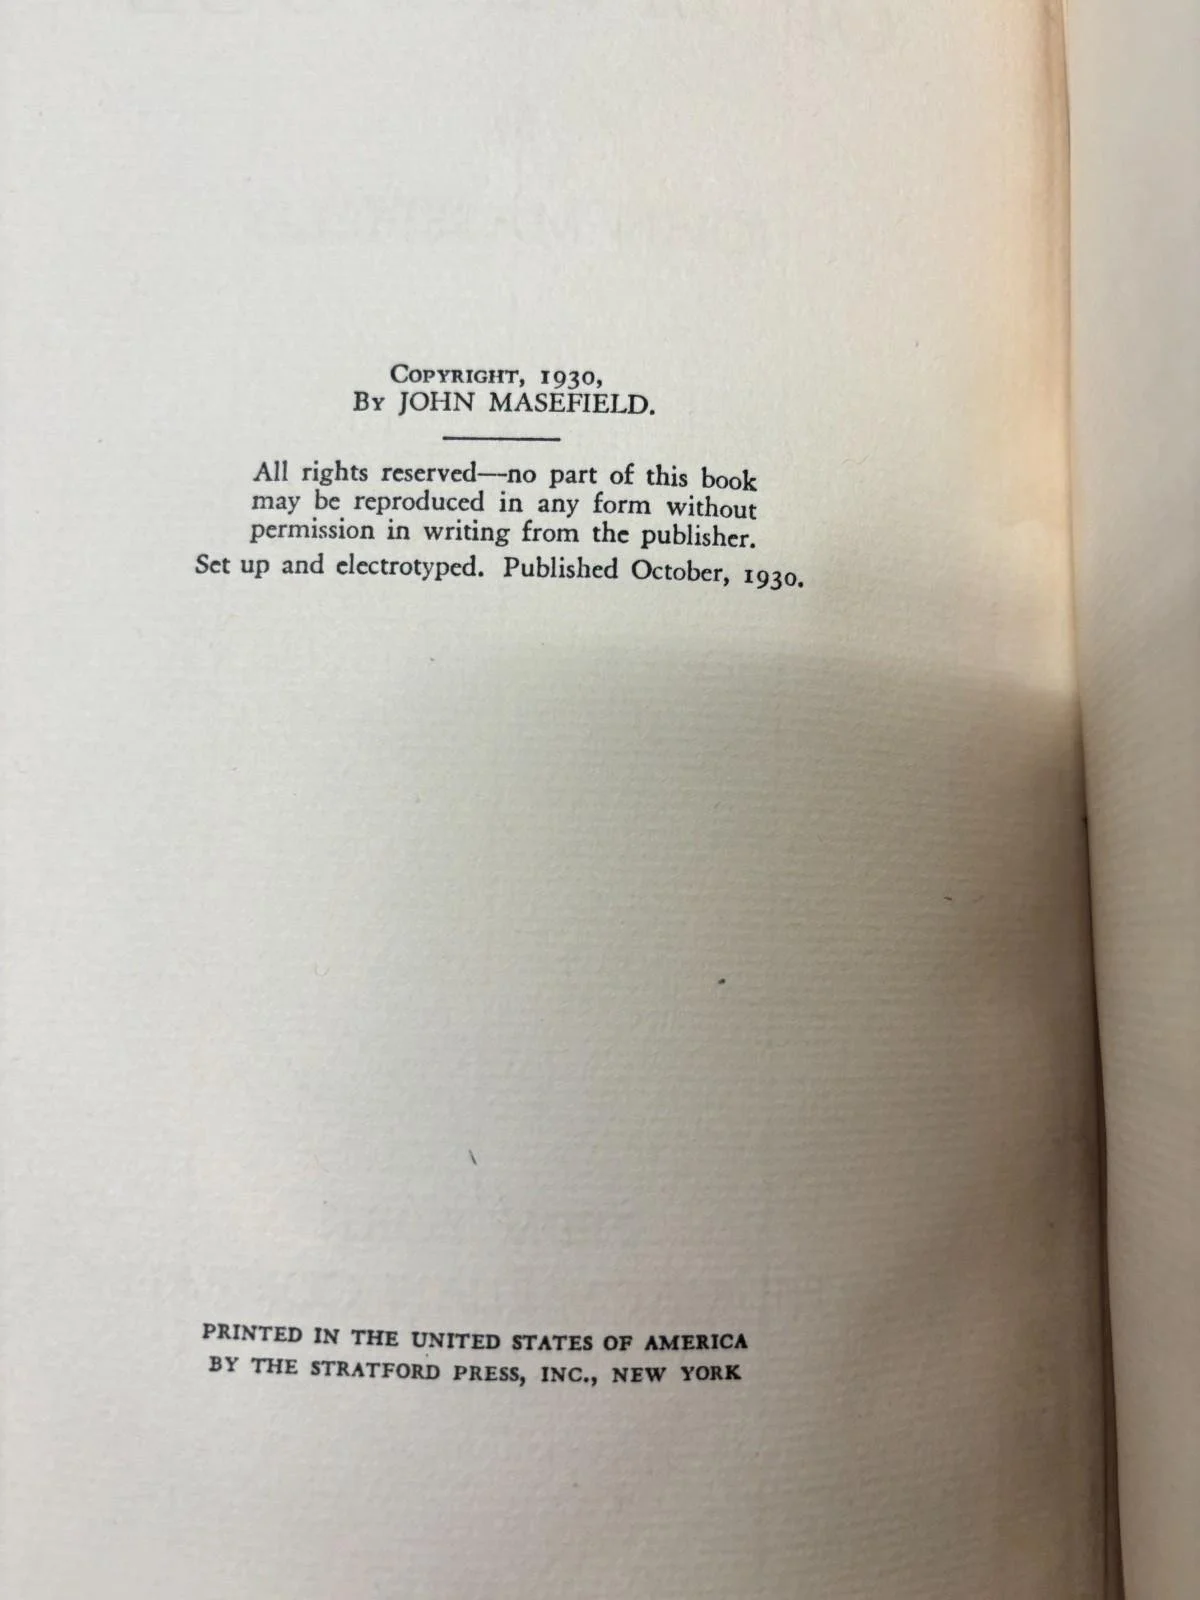 Copyright, 1930,
By JOHN MASEFIELD.
All rights reserved—no part of this book
may be reproduced in any form without
permission in writing from the publisher.
Set up and electrotyped. Published October, 1930.
PRINTED IN THE UNITED STATES OF AMERICA
BY THE STRATFORD PRESS, INC., NEW YORK